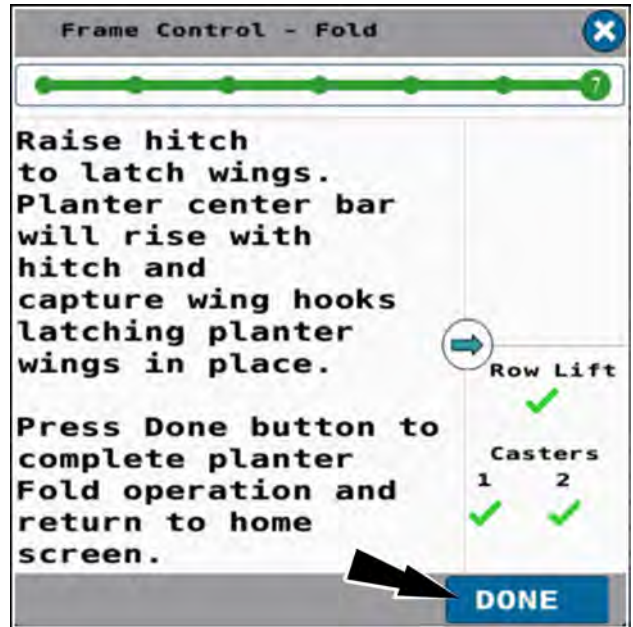 Frame Control - Fold
7
Raise hitch
to latch wings.
Planter center bar
will rise with
hitch and
capture wing hooks
latching planter
wings in place.
Press Done button to
complete planter
Fold operation and
return to home
screen.
Row Lift
Casters
1 2
DONE